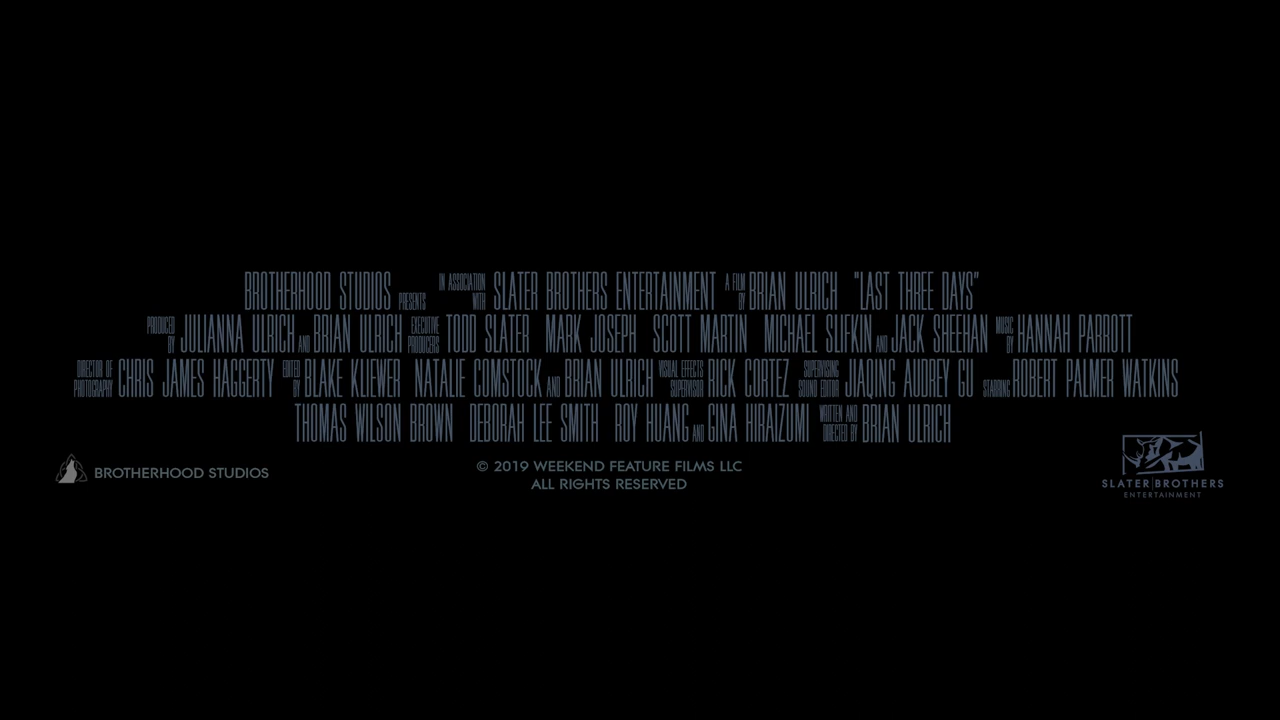 BROTHERHOOD STUDIOS PRESENTS IN ASSOCIATION WITH SLATER BROTHERS ENTERTAINMENT A FILM BY BRIAN ULRICH "LAST THREE DAYS"
PRODUCED BY JULIANNA ULRICH AND BRIAN ULRICH EXECUTIVE PRODUCERS TODD SLATER MARK JOSEPH SCOTT MARTIN MICHAEL SLIFKIN AND JACK SHEEHAN MUSIC BY HANNAH PARROTT
DIRECTOR OF PHOTOGRAPHY CHRIS JAMES HAGGERTY EDITED BY BLAKE KLIEWER NATALIE COMSTOCK AND BRIAN ULRICH VISUAL EFFECTS SUPERVISOR RICK CORTEZ SUPERVISING SOUND EDITOR JIAQING AUDREY GU STARRING ROBERT PALMER WATKINS
THOMAS WILSON BROWN DEBORAH LEE SMITH ROY HUANG AND GINA HIRAIZUMI WRITTEN AND DIRECTED BY BRIAN ULRICH
BROTHERHOOD STUDIOS
© 2019 WEEKEND FEATURE FILMS LLC
ALL RIGHTS RESERVED
SLATER BROTHERS
ENTERTAINMENT